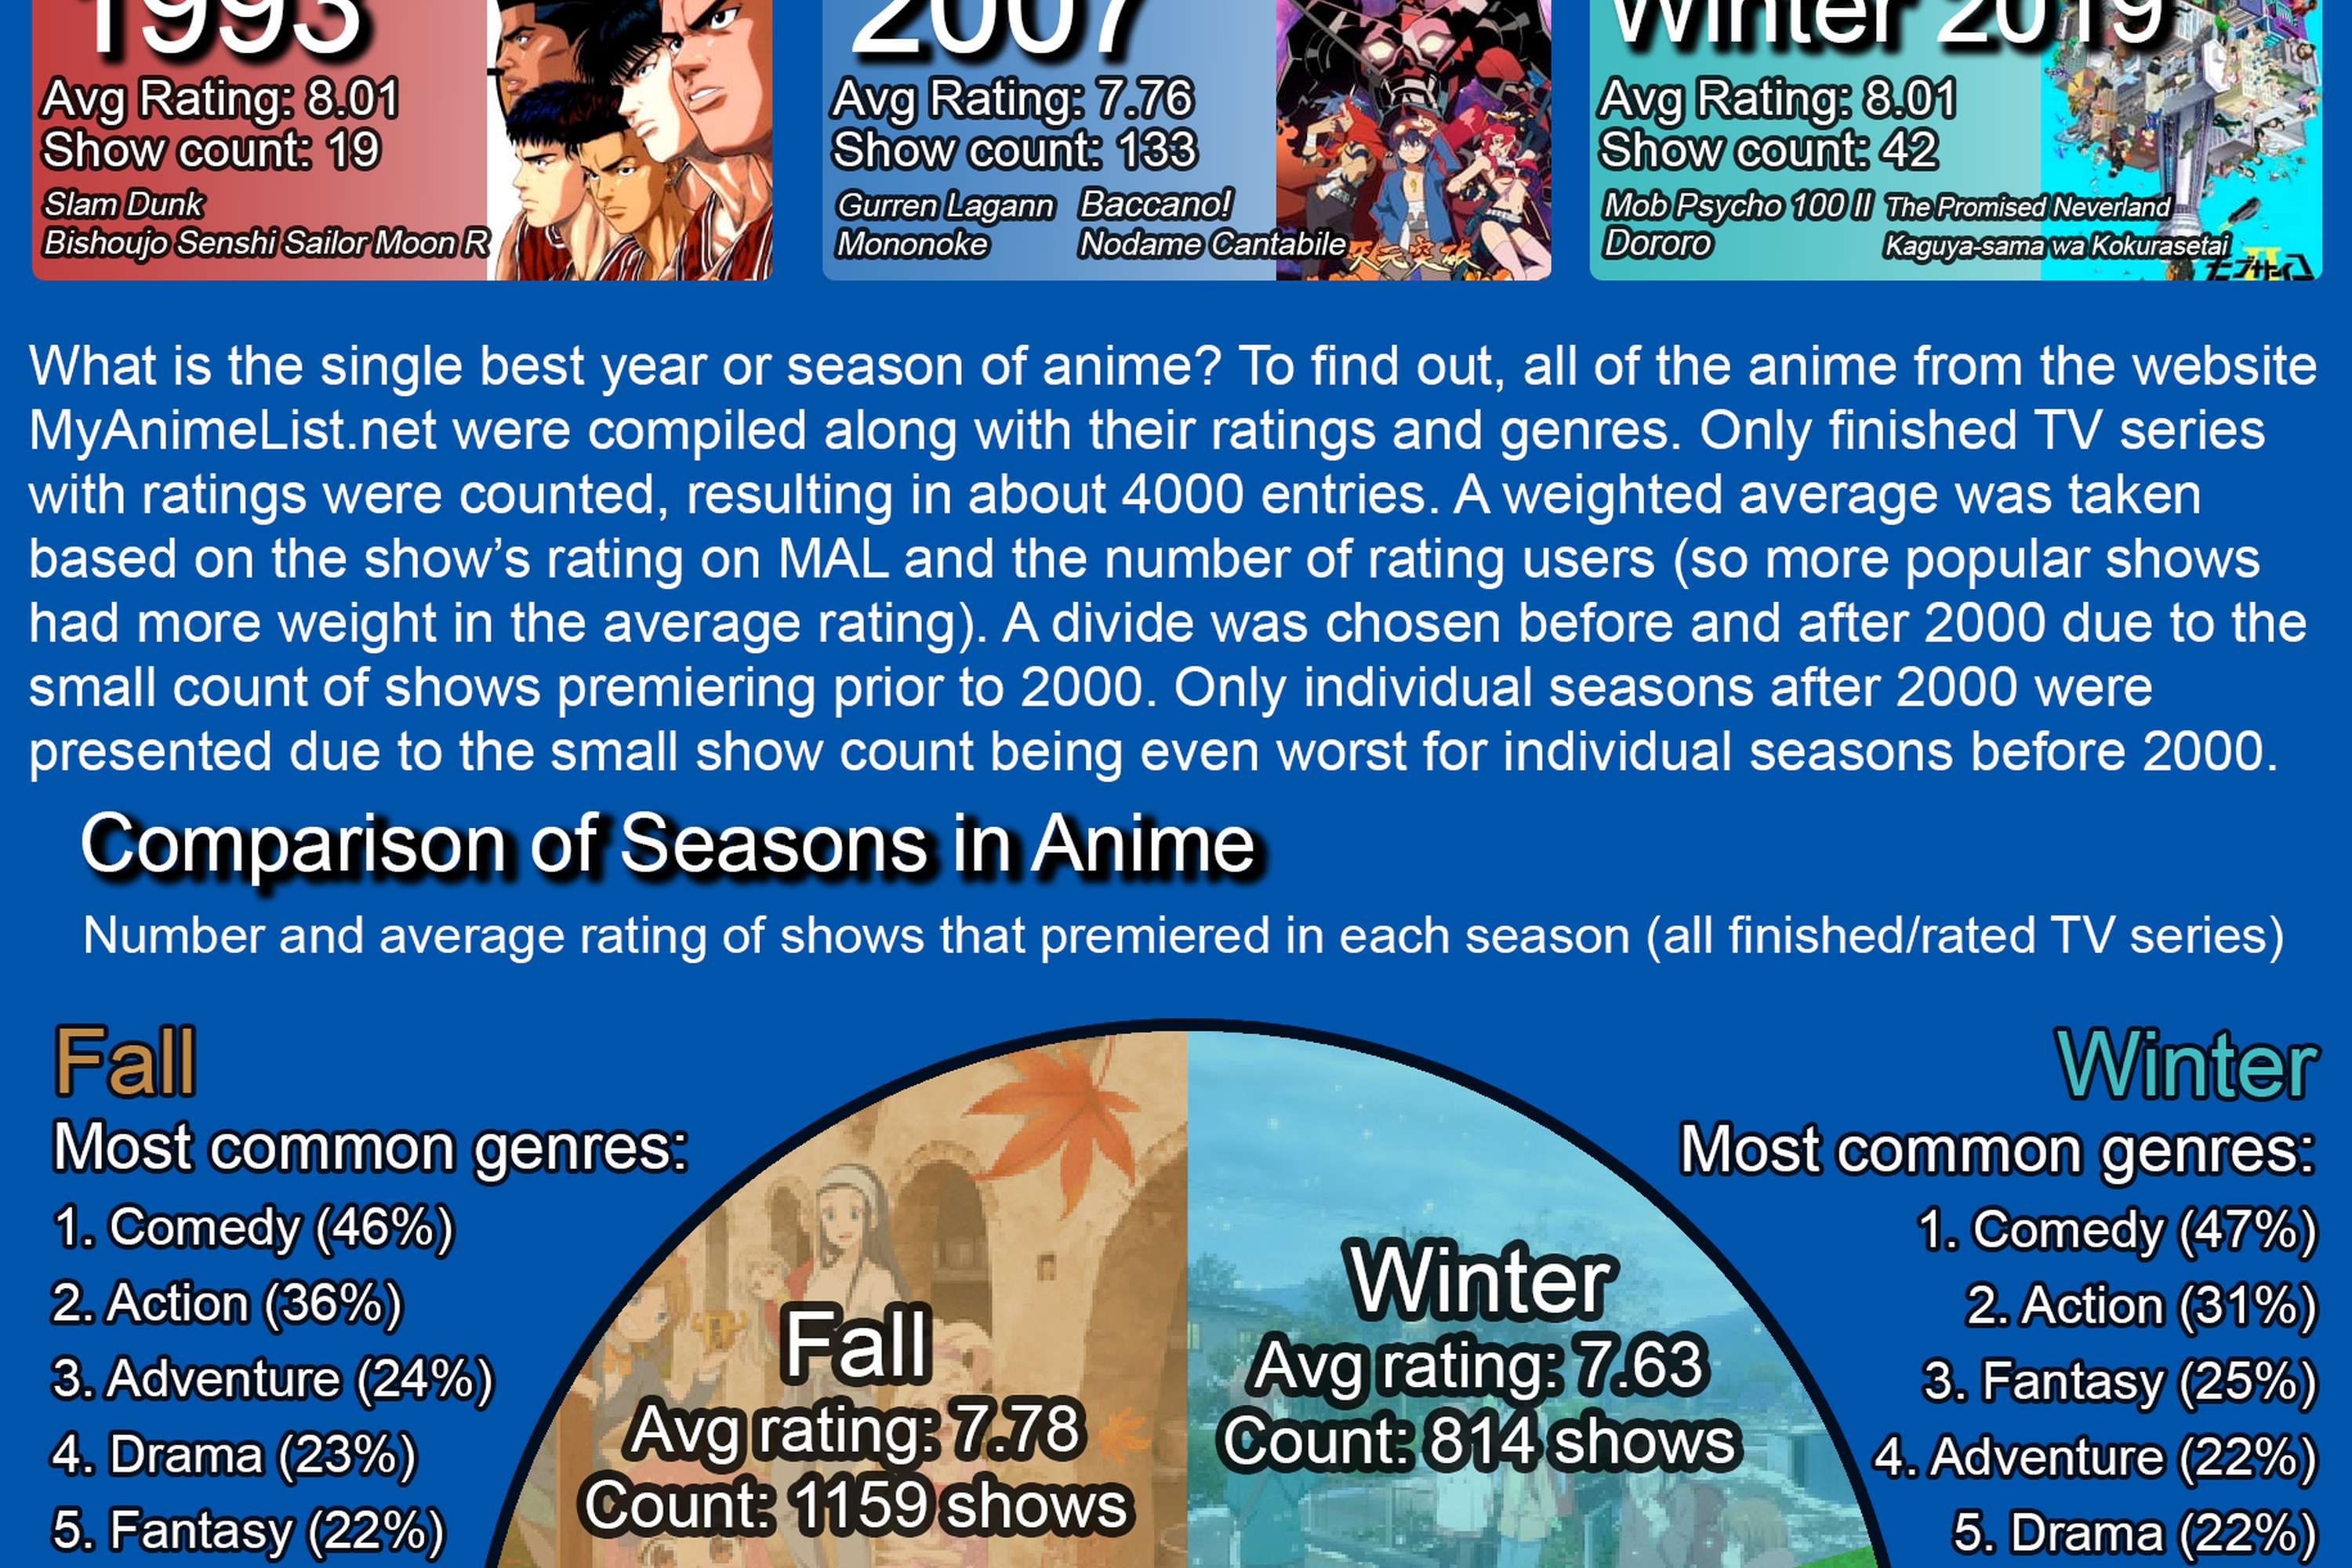 1993
Avg Rating: 8.01
Show count: 19
Slam Dunk
Bishoujo Senshi Sailor Moon R
2007
Avg Rating: 7.76
Show count: 133
Gurren Lagann Baccano!
Mononoke Nodame Cantabile
天元突破
Winter 2019
Avg Rating: 8.01
Show count: 42
Mob Psycho 100 II The Promised Neverland
Dororo Kaguya-sama wa Kokurasetai
What is the single best year or season of anime? To find out, all of the anime from the website
MyAnimeList.net were compiled along with their ratings and genres. Only finished TV series
with ratings were counted, resulting in about 4000 entries. A weighted average was taken
based on the show’s rating on MAL and the number of rating users (so more popular shows
had more weight in the average rating). A divide was chosen before and after 2000 due to the
small count of shows premiering prior to 2000. Only individual seasons after 2000 were
presented due to the small show count being even worst for individual seasons before 2000.
Comparison of Seasons in Anime
Number and average rating of shows that premiered in each season (all finished/rated TV series)
Fall
Most common genres:
1. Comedy (46%)
2. Action (36%)
3. Adventure (24%)
4. Drama (23%)
5. Fantasy (22%)
Fall
Avg rating: 7.78
Count: 1159 shows
Winter
Avg rating: 7.63
Count: 814 shows
Winter
Most common genres:
1. Comedy (47%)
2. Action (31%)
3. Fantasy (25%)
4. Adventure (22%)
5. Drama (22%)